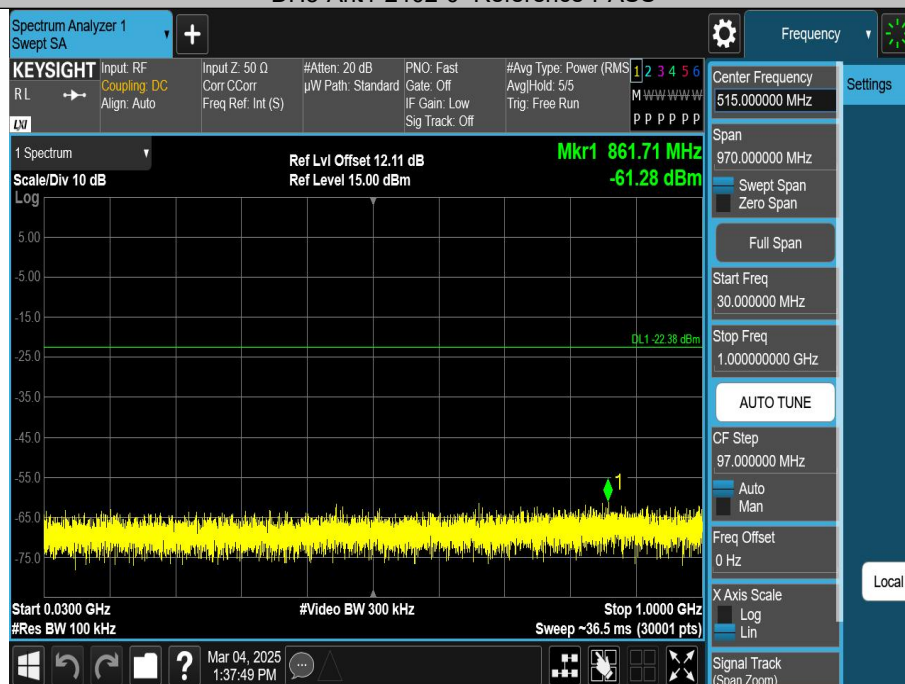 Spectrum Analyzer 1
Swept SA
Frequency
KEYSIGHT
RL
LXI
Input: RF
Coupling: DC
Align: Auto
Input Z: 50 Ω
Corr CCorr
Freq Ref: Int (S)
#Atten: 20 dB
µW Path: Standard
PNO: Fast
Gate: Off
IF Gain: Low
Sig Track: Off
#Avg Type: Power (RMS
Avg|Hold: 5/5
Trig: Free Run
1 2 3 4 5 6
M W W W W W
P P P P P P
1 Spectrum
Scale/Div 10 dB
Log
Ref Lvl Offset 12.11 dB
Ref Level 15.00 dBm
Mkr1 861.71 MHz
-61.28 dBm
5.00
-5.00
-15.0
DL1 -22.38 dBm
-25.0
-35.0
-45.0
-55.0
1
-65.0
-75.0
Start 0.0300 GHz
#Res BW 100 kHz
#Video BW 300 kHz
Stop 1.0000 GHz
Sweep ~36.5 ms (30001 pts)
?
Mar 04, 2025
1:37:49 PM
Center Frequency
515.000000 MHz
Settings
Span
970.000000 MHz
Swept Span
Zero Span
Full Span
Start Freq
30.000000 MHz
Stop Freq
1.000000000 GHz
AUTO TUNE
CF Step
97.000000 MHz
Auto
Man
Freq Offset
0 Hz
Local
X Axis Scale
Log
Lin
Signal Track
(Span Zoom)